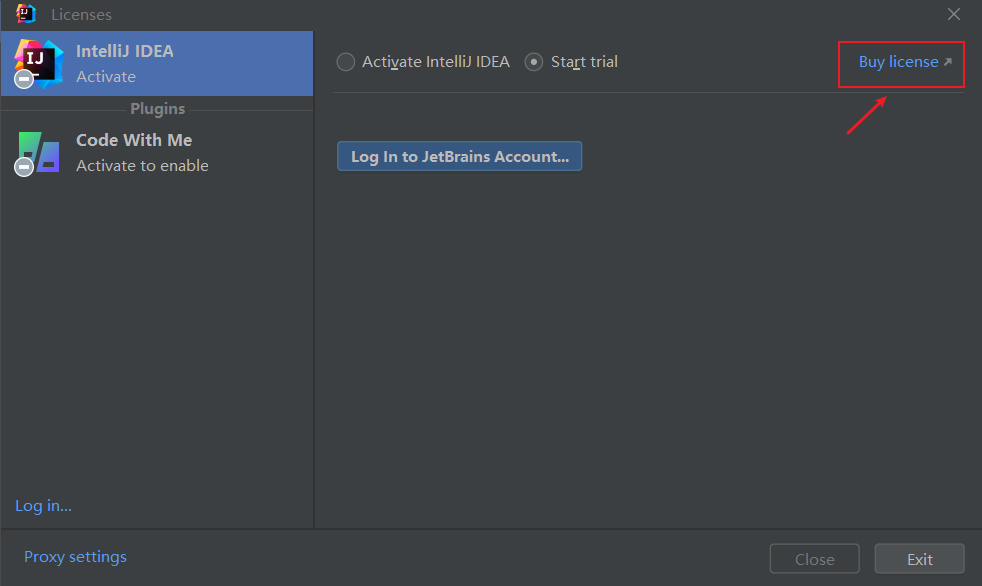 Licenses
IntelliJ IDEA
Activate
Plugins
Code With Me
Activate to enable
Log in...
Activate IntelliJ IDEA Start trial Buy license
Log In to JetBrains Account...
Proxy settings
Close Exit
IJ